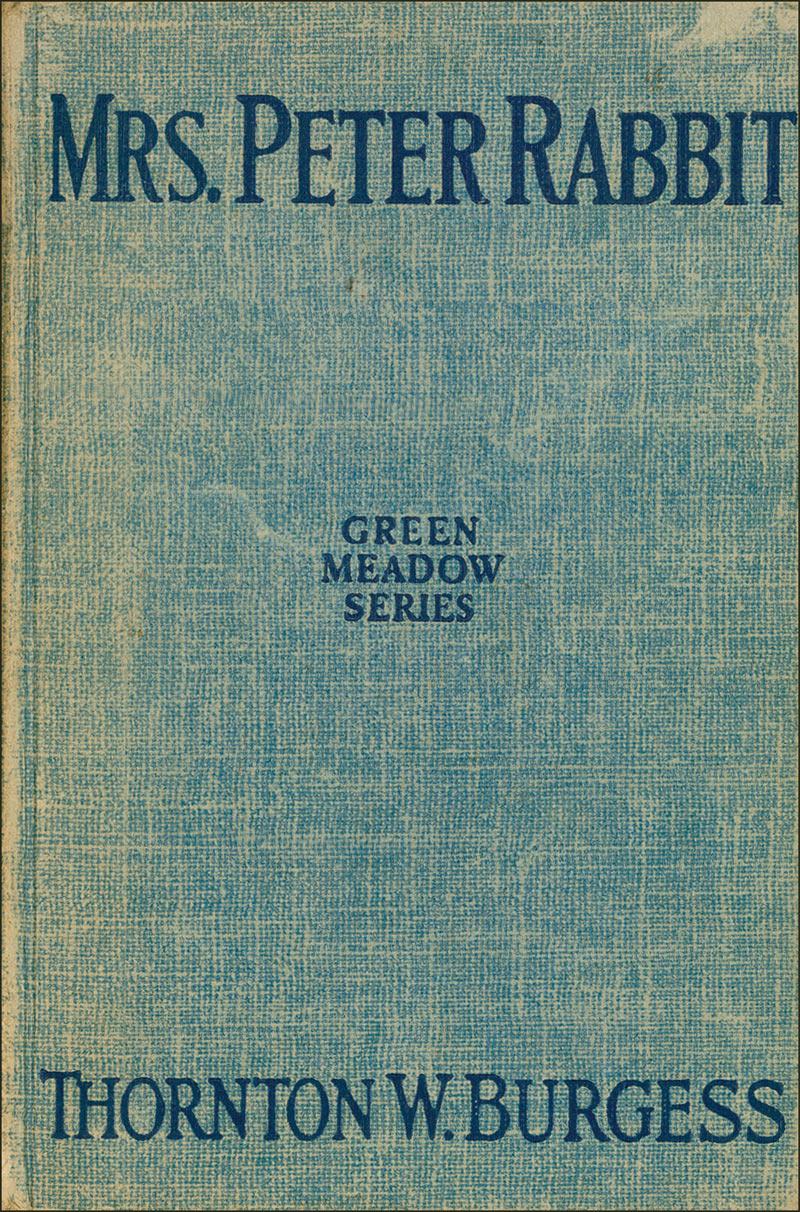 MRS. PETER RABBIT
GREEN
MEADOW
SERIES
THORNTON W. BURGESS